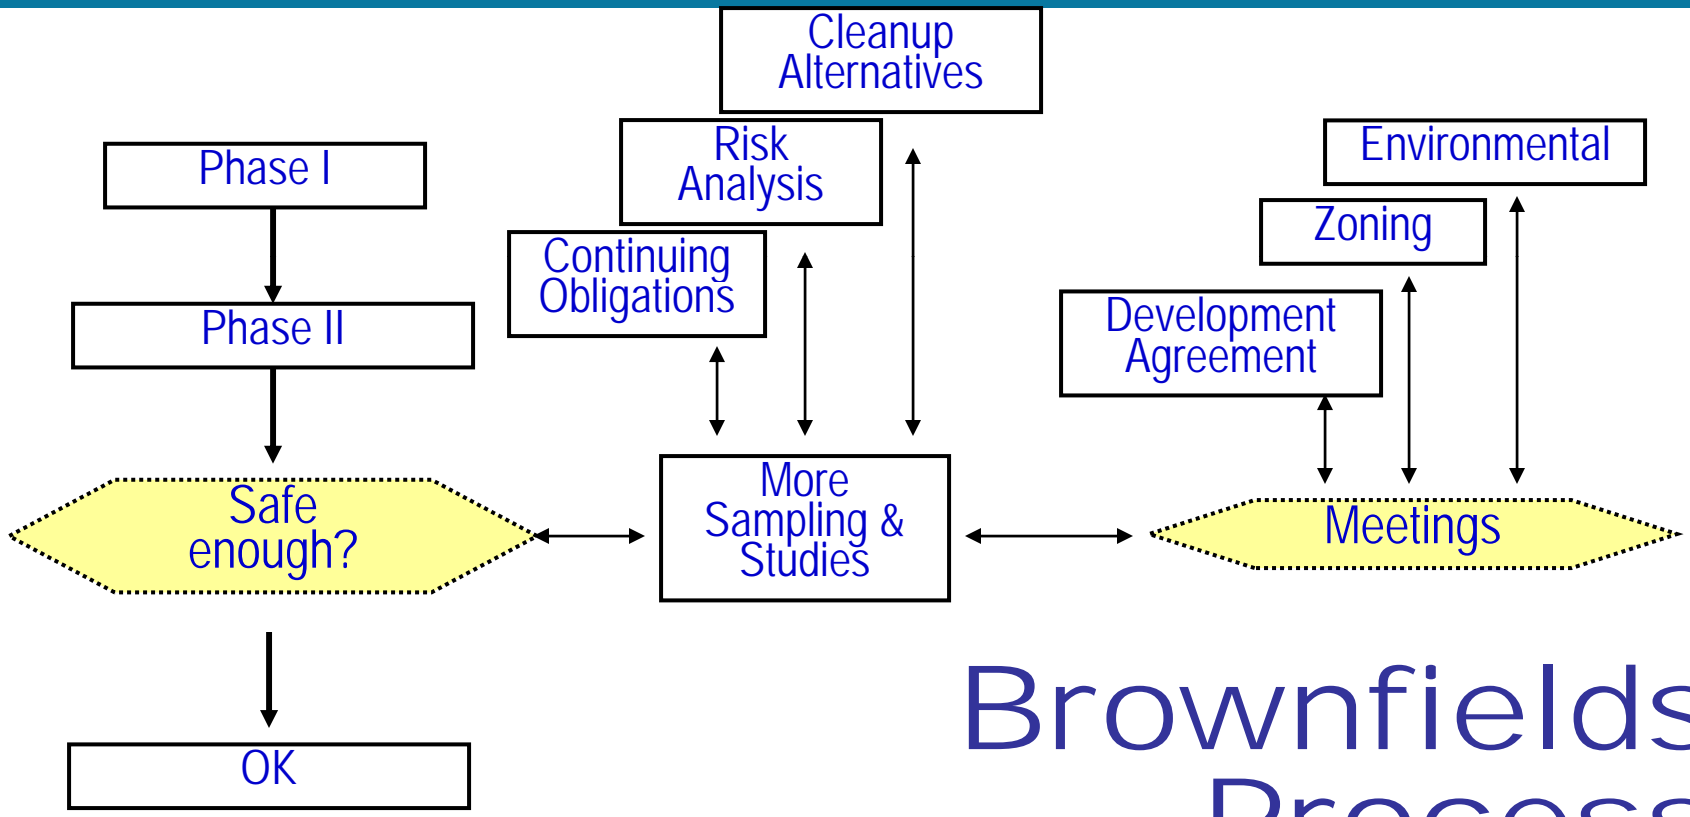 Cleanup
Alternatives
Risk
Analysis
Continuing
Obligations
Environmental
Zoning
Development
Agreement
Phase I
Phase II
Safe
enough?
More
Sampling &
Studies
Meetings
OK
Brownfields
Process